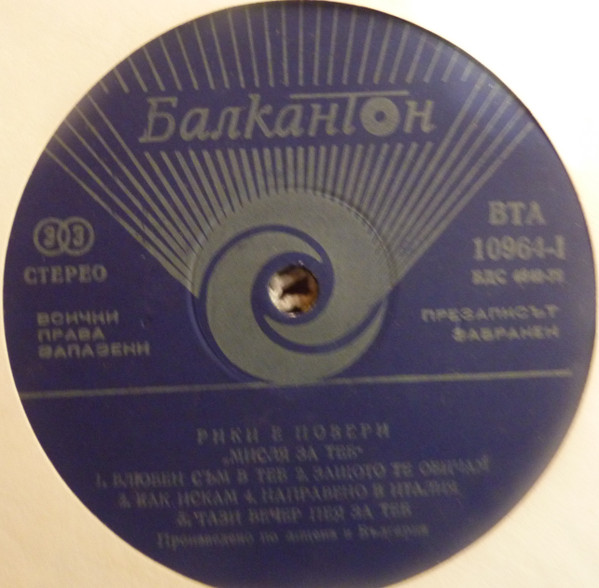 Балкантон
33
СТЕРЕО
ВСИЧКИ
ПРАВА
ЗАПАЗЕНИ
ВТА
10964-I
БДС
ПРЕЗАПИСЪТ
ЗАБРАНЕН
РИКИ Е ПОВЕРИ
„МИСЛЯ ЗА ТЕБ“
1. ВЛЮБЕН СЪМ В ТЕБ 2. ЗАЩОТО ТЕ ОБИЧАМ
3. КАК ИСКАМ 4. НАПРАВЕНО В ИТАЛИЯ
5. ТАЗИ ВЕЧЕР ПЕЯ ЗА ТЕБ
Произведено по лиценз в България